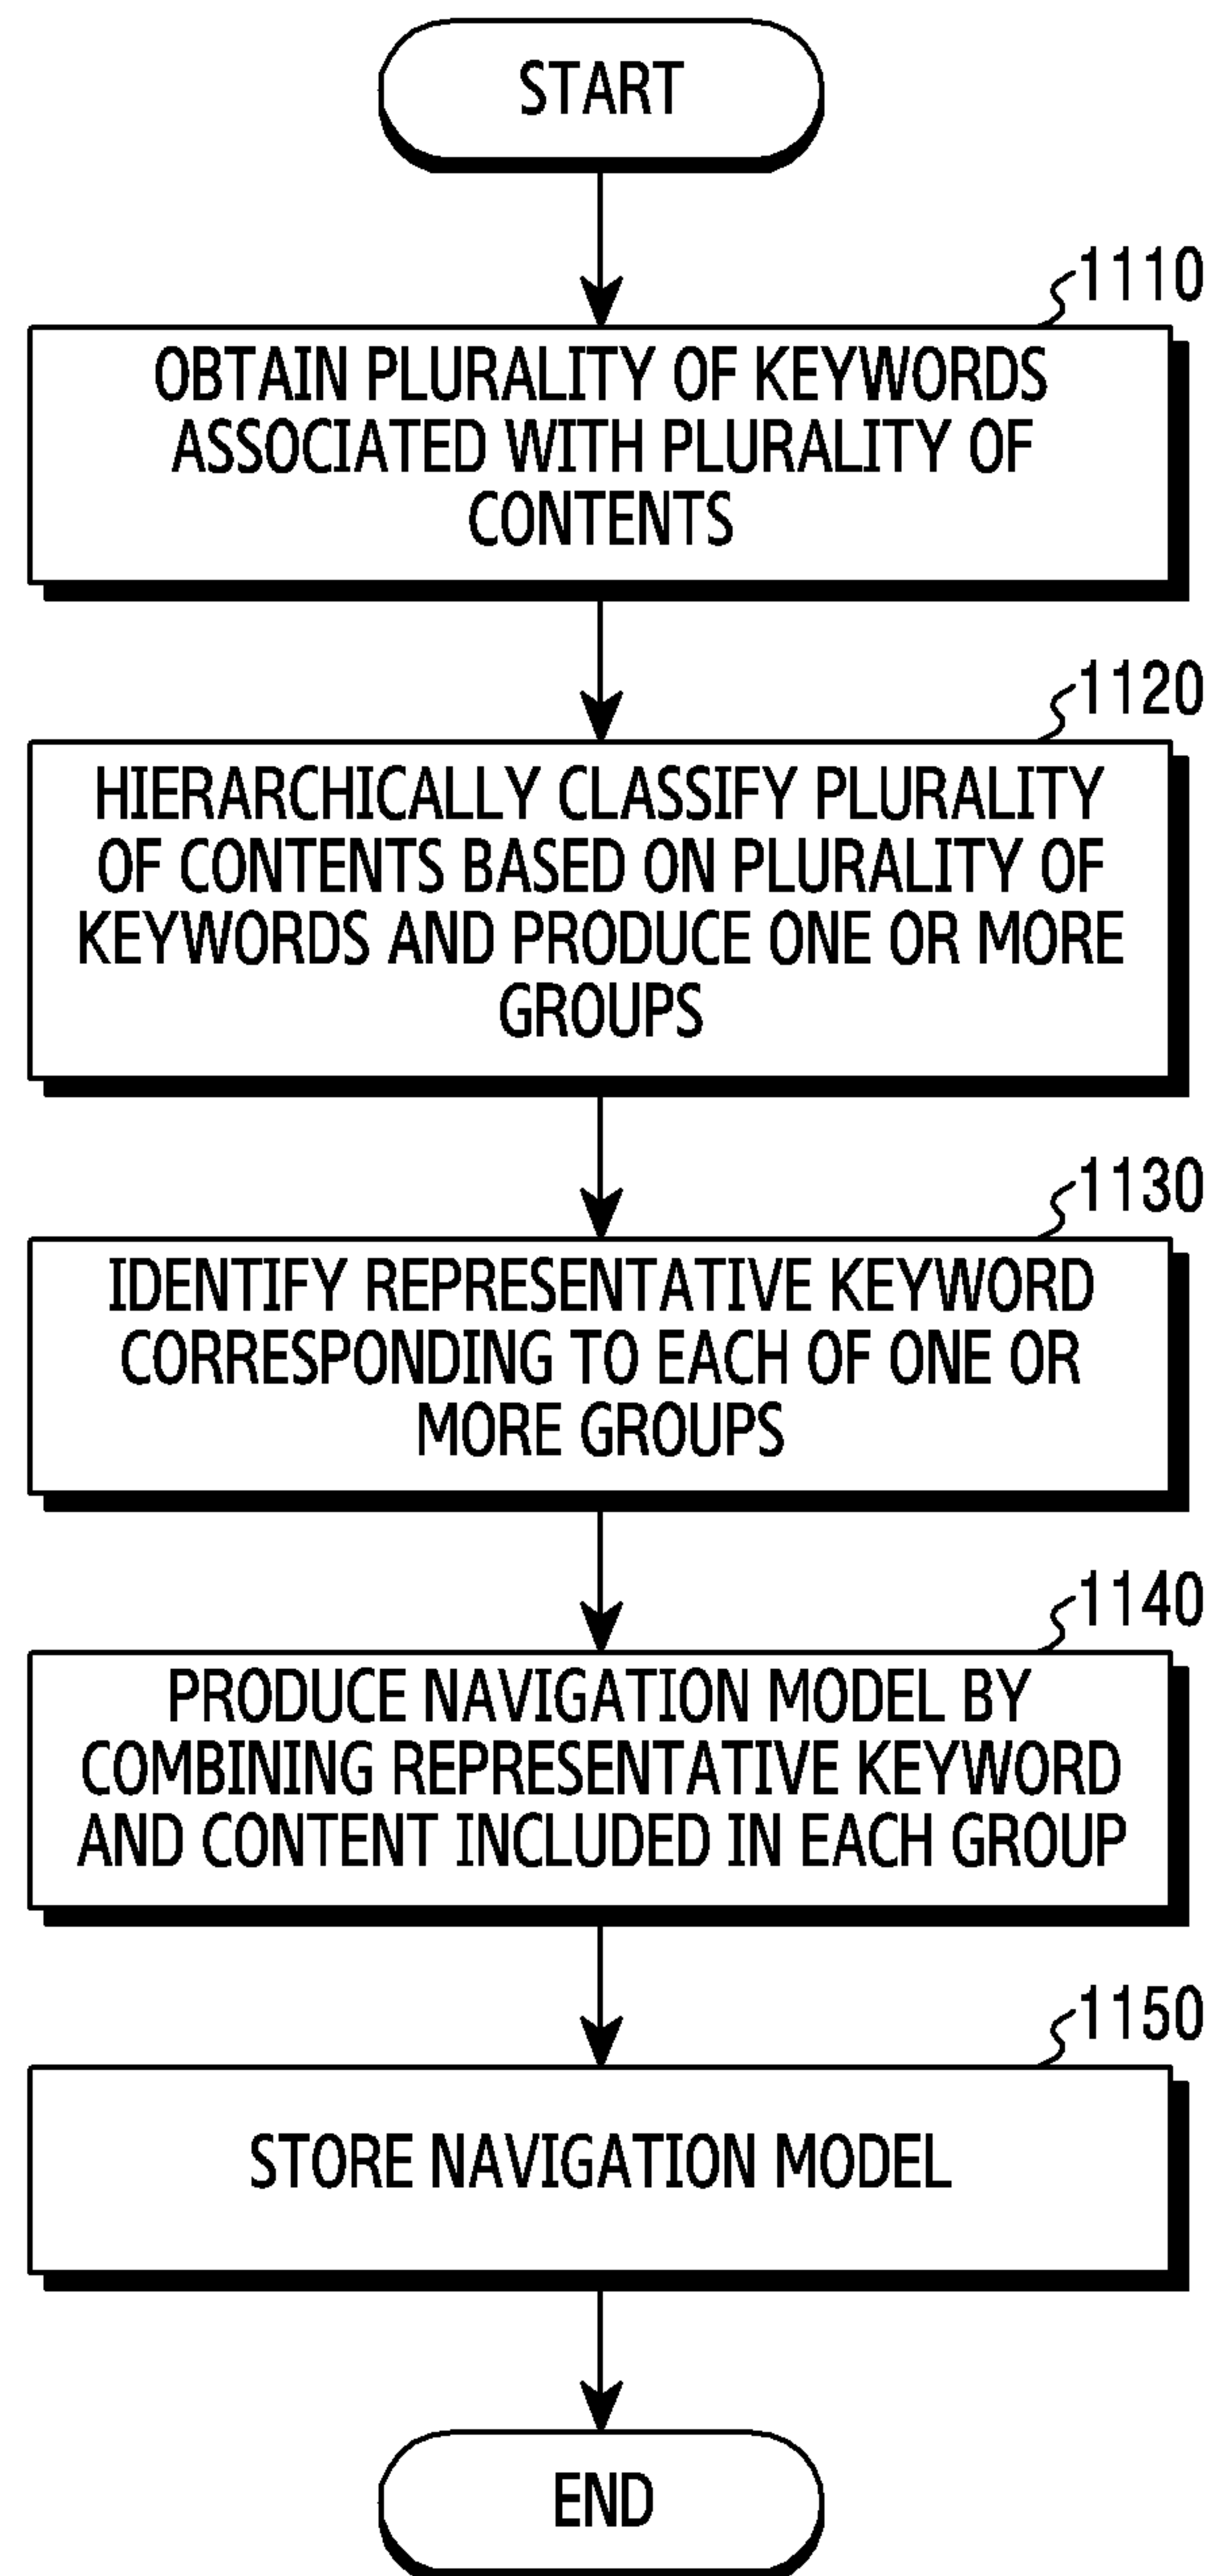 START
1110
OBTAIN PLURALITY OF KEYWORDS
ASSOCIATED WITH PLURALITY OF
CONTENTS
1120
HIERARCHICALLY CLASSIFY PLURALITY
OF CONTENTS BASED ON PLURALITY OF
KEYWORDS AND PRODUCE ONE OR MORE
GROUPS
1130
IDENTIFY REPRESENTATIVE KEYWORD
CORRESPONDING TO EACH OF ONE OR
MORE GROUPS
1140
PRODUCE NAVIGATION MODEL BY
COMBINING REPRESENTATIVE KEYWORD
AND CONTENT INCLUDED IN EACH GROUP
1150
STORE NAVIGATION MODEL
END